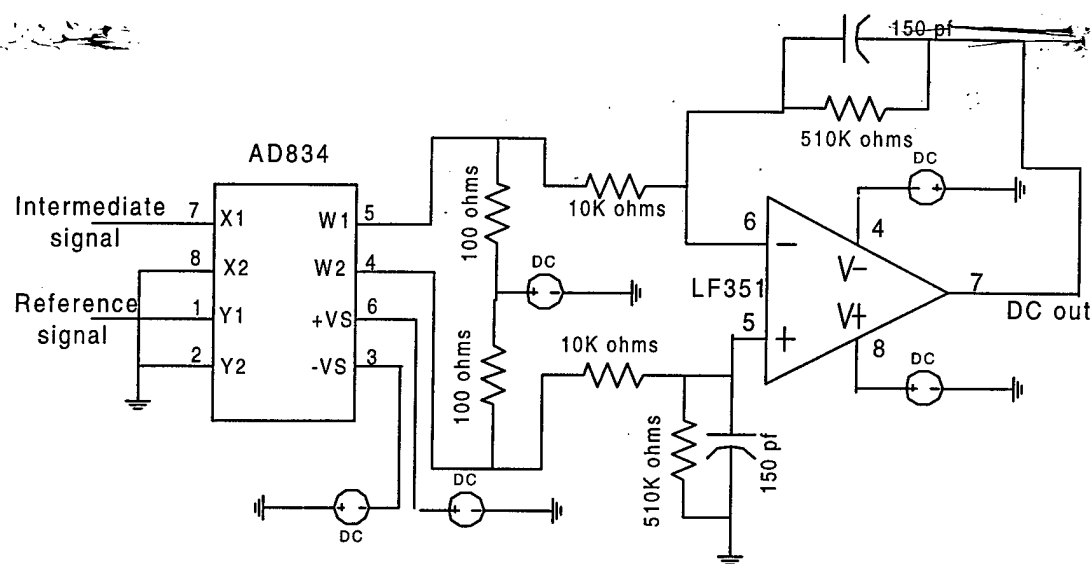 150 pf
510K ohms
AD834
DC
Intermediate
signal
7
X1
W1
5
100 ohms
10K ohms
6
−
4
8
X2
W2
4
DC
V-
LF351
7
DC out
Reference
signal
1
Y1
+VS
6
V+
5
+
8
DC
2
Y2
-VS
3
100 ohms
10K ohms
510K ohms
150 pf
DC
DC